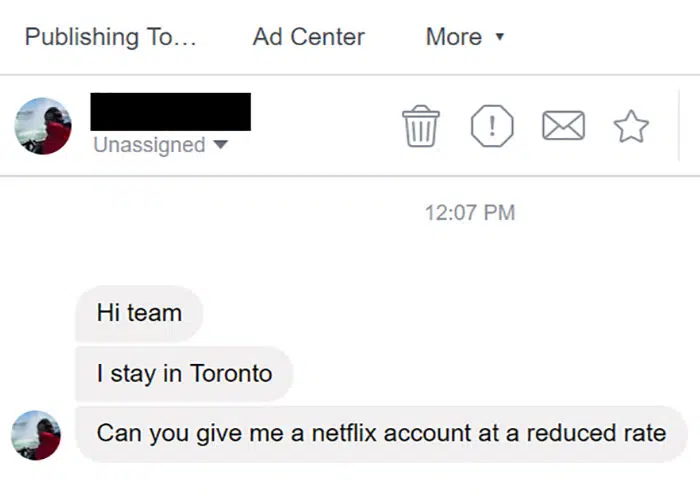 Publishing To… Ad Center More
Unassigned
12:07 PM
Hi team
I stay in Toronto
Can you give me a netflix account at a reduced rate